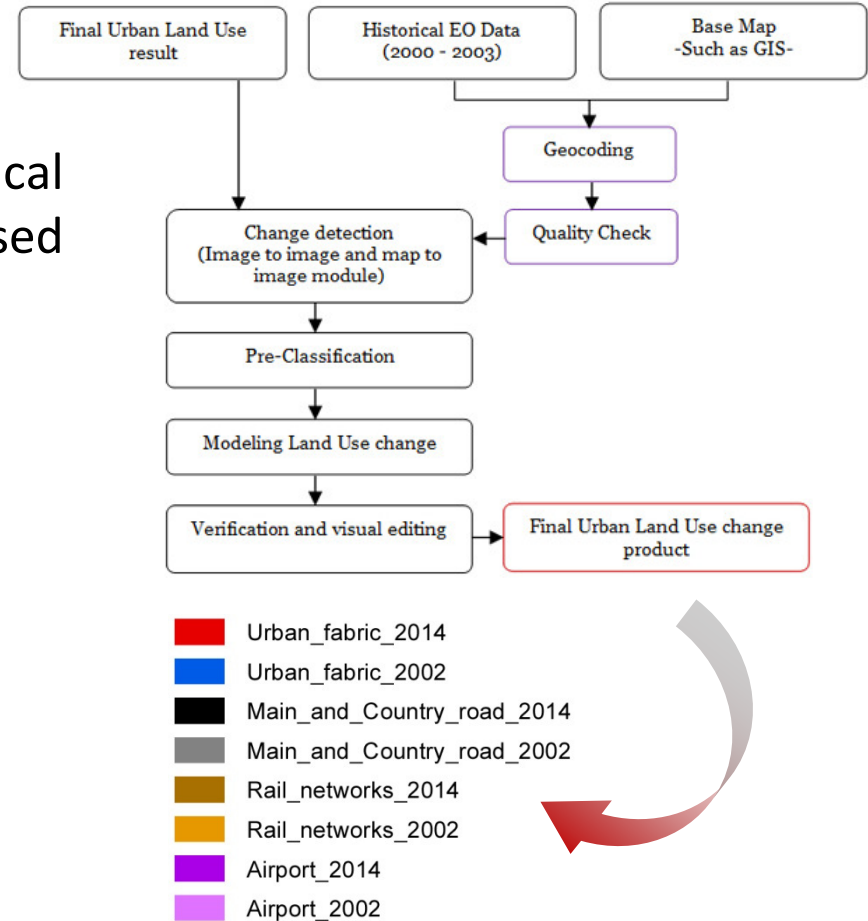 Final Urban Land Use
result
Historical EO Data
(2000 - 2003)
Base Map
-Such as GIS-
Geocoding
ical
sed
Change detection
(Image to image and map to
image module)
Quality Check
Pre-Classification
Modeling Land Use change
Verification and visual editing
Final Urban Land Use change
product
Urban_fabric_2014
Urban_fabric_2002
Main_and_Country_road_2014
Main_and_Country_road_2002
Rail_networks_2014
Rail_networks_2002
Airport_2014
Airport_2002